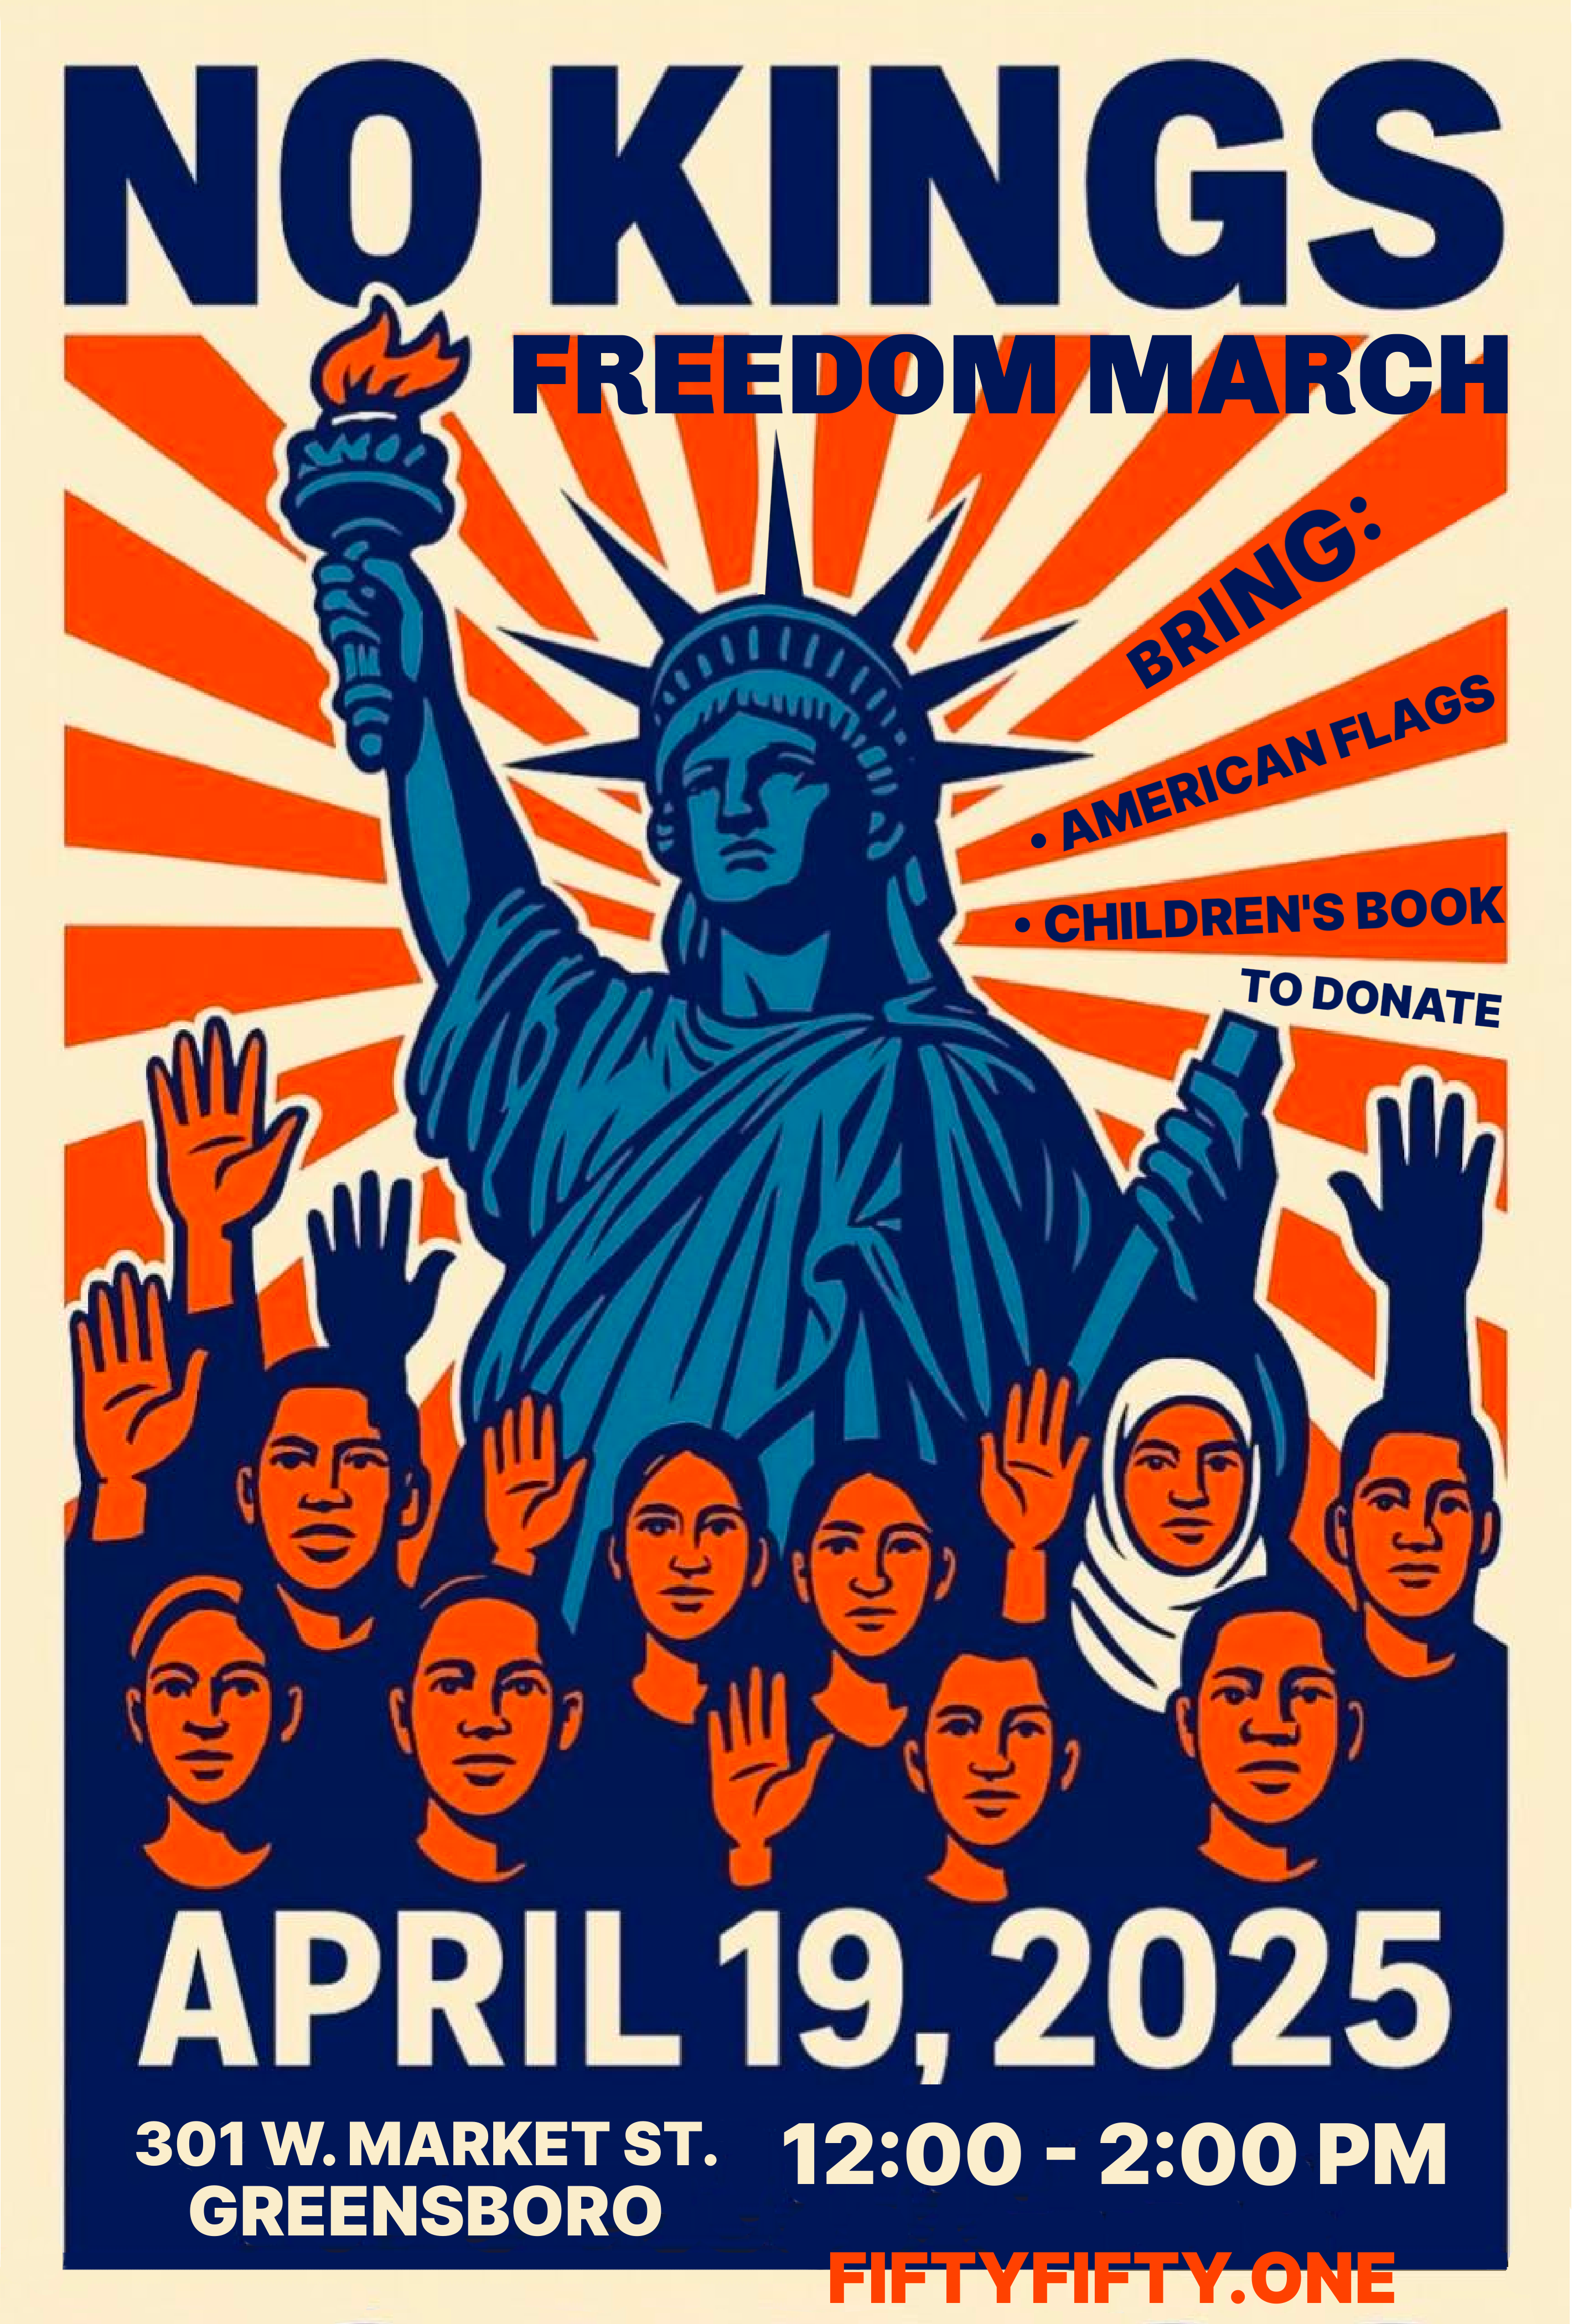 NO KINGS
FREEDOM MARCH
BRING:
• AMERICAN FLAGS
• CHILDREN'S BOOK
TO DONATE
APRIL 19, 2025
301 W. MARKET ST.
GREENSBORO
12:00 - 2:00 PM
FIFTYFIFTY.ONE